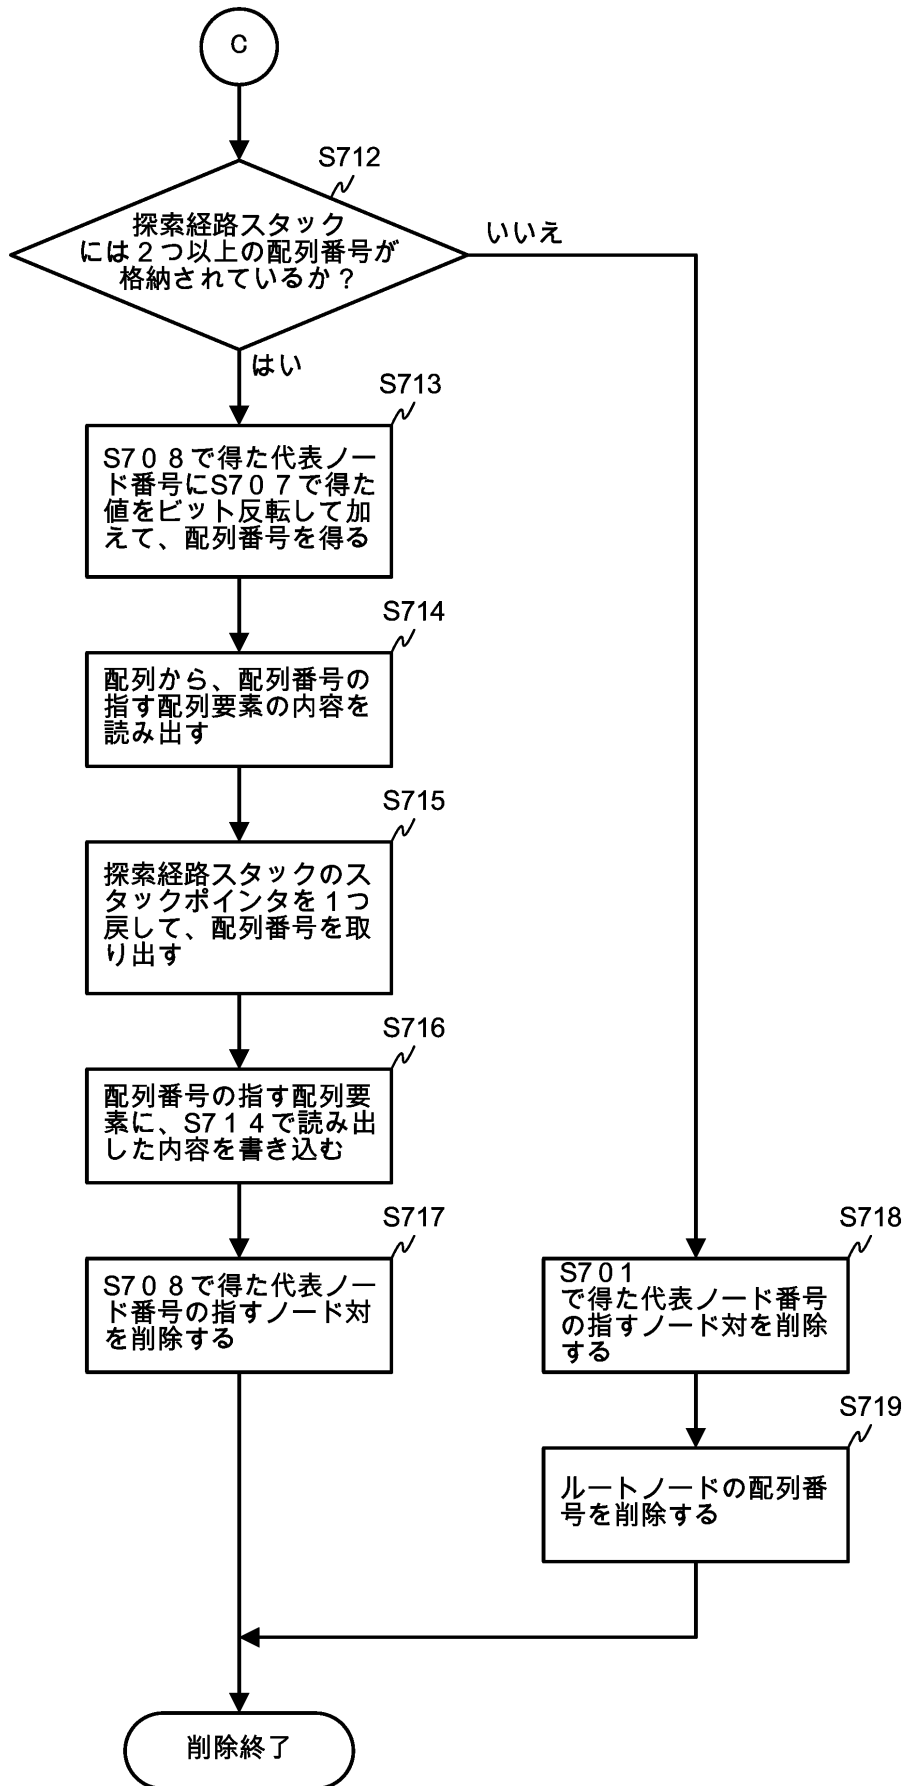 C
S712
探索経路スタック
には２つ以上の配列番号が
格納されているか？
いいえ
はい
S713
S７０８で得た代表ノー
ド番号にS７０７で得た
値をビット反転して加
えて、配列番号を得る
S714
配列から、配列番号の
指す配列要素の内容を
読み出す
S715
探索経路スタックのス
タックポインタを１つ
戻して、配列番号を取
り出す
S716
配列番号の指す配列要
素に、S７１４で読み出
した内容を書き込む
S717
S７０８で得た代表ノー
ド番号の指すノード対
を削除する
S718
S７０１
で得た代表ノード番号
の指すノード対を削除
する
S719
ルートノードの配列番
号を削除する
削除終了